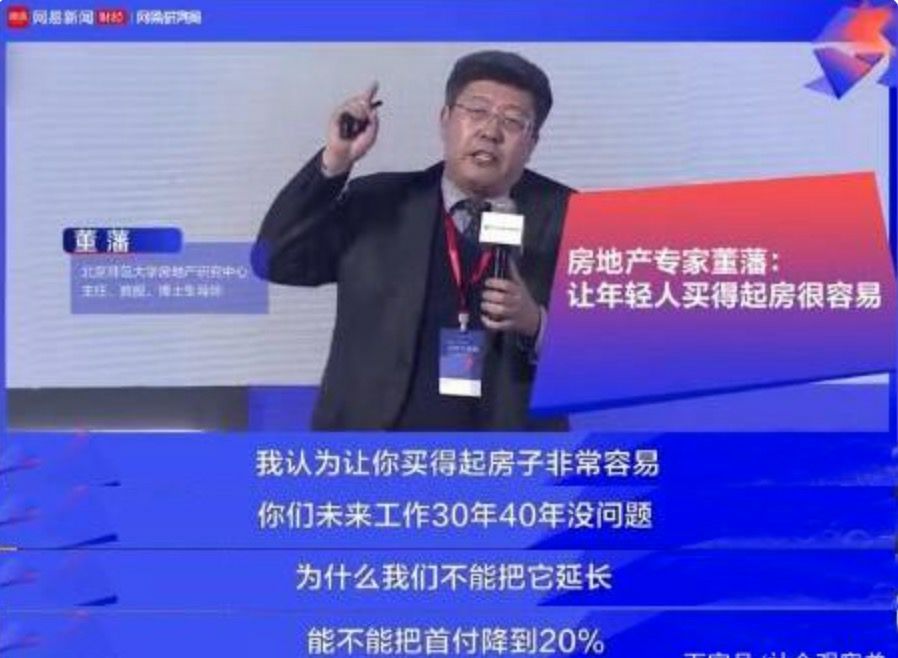 网易新闻 财经 | 网易研究局
董藩
北京师范大学房地产研究中心
主任、教授、博士生导师
房地产专家董藩：
让年轻人买得起房很容易
我认为让你买得起房子非常容易
你们未来工作30年40年没问题
为什么我们不能把它延长
能不能把首付降到20%